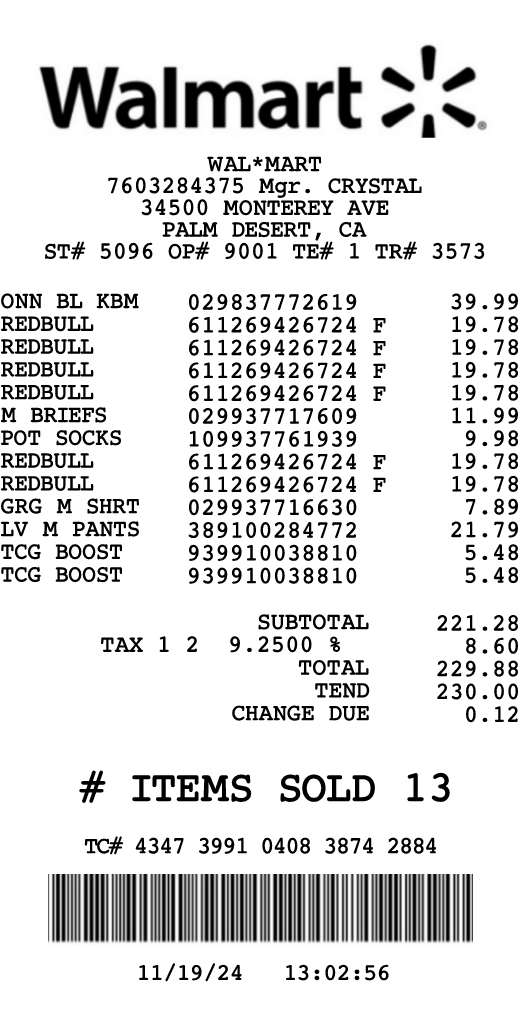 Walmart
WAL*MART
7603284375 Mgr. CRYSTAL
34500 MONTEREY AVE
PALM DESERT, CA
ST# 5096 OP# 9001 TE# 1 TR# 3573
ONN BL KBM 029837772619 39.99
REDBULL 611269426724 F 19.78
REDBULL 611269426724 F 19.78
REDBULL 611269426724 F 19.78
REDBULL 611269426724 F 19.78
M BRIEFS 029937717609 11.99
POT SOCKS 109937761939 9.98
REDBULL 611269426724 F 19.78
REDBULL 611269426724 F 19.78
GRG M SHRT 029937716630 7.89
LV M PANTS 389100284772 21.79
TCG BOOST 939910038810 5.48
TCG BOOST 939910038810 5.48
SUBTOTAL 221.28
TAX 1 2 9.2500 % 8.60
TOTAL 229.88
TEND 230.00
CHANGE DUE 0.12
# ITEMS SOLD 13
TC# 4347 3991 0408 3874 2884
11/19/24 13:02:56